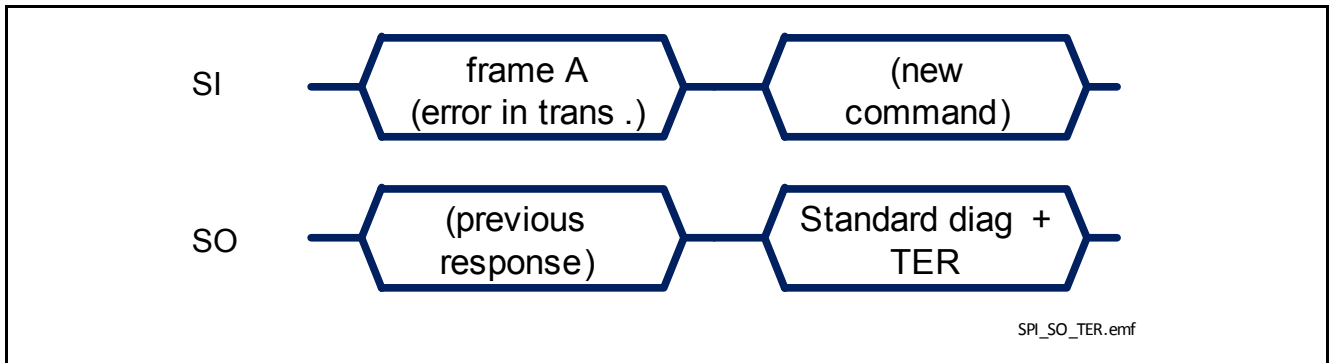 SI
frame A
(error in trans .)
(new
command)
SO
(previous
response)
Standard diag +
TER
SPI_SO_TER.emf